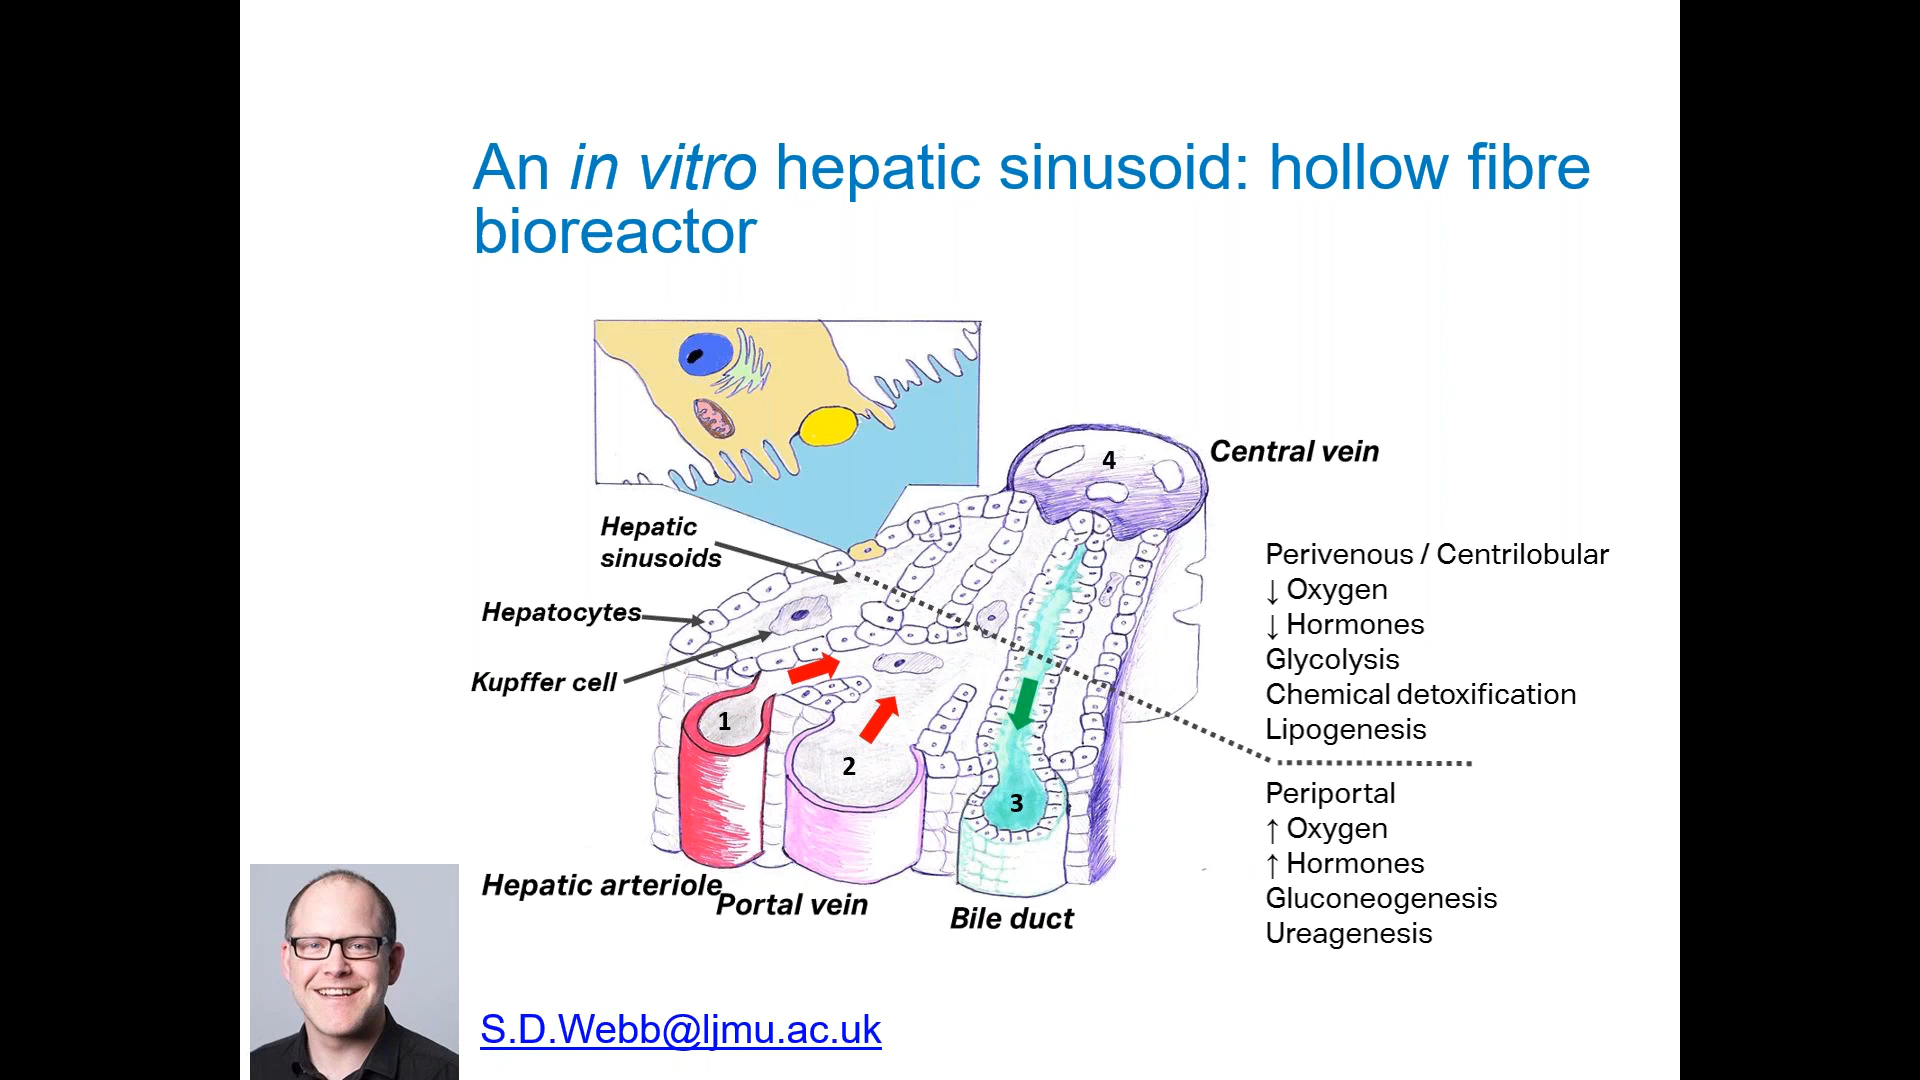 An in vitro hepatic sinusoid: hollow fibre
bioreactor
4
Central vein
Hepatic
sinusoids
Hepatocytes
Kupffer cell
1
2
3
Hepatic arteriole
Portal vein
Bile duct
Perivenous / Centrilobular
↓ Oxygen
↓ Hormones
Glycolysis
Chemical detoxification
Lipogenesis
Periportal
↑ Oxygen
↑ Hormones
Gluconeogenesis
Ureagenesis
S.D.Webb@ljmu.ac.uk